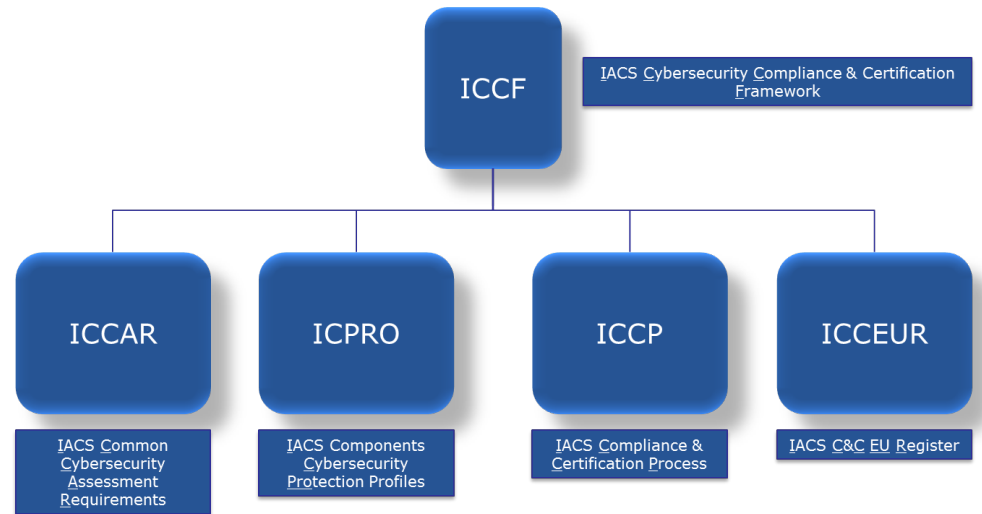 ICCF
IACS Cybersecurity Compliance & Certification
Framework
ICCAR
ICPRO
ICCP
ICCEUR
IACS Common
Cybersecurity
Assessment
Requirements
IACS Components
Cybersecurity
Protection Profiles
IACS Compliance &
Certification Process
IACS C&C EU Register